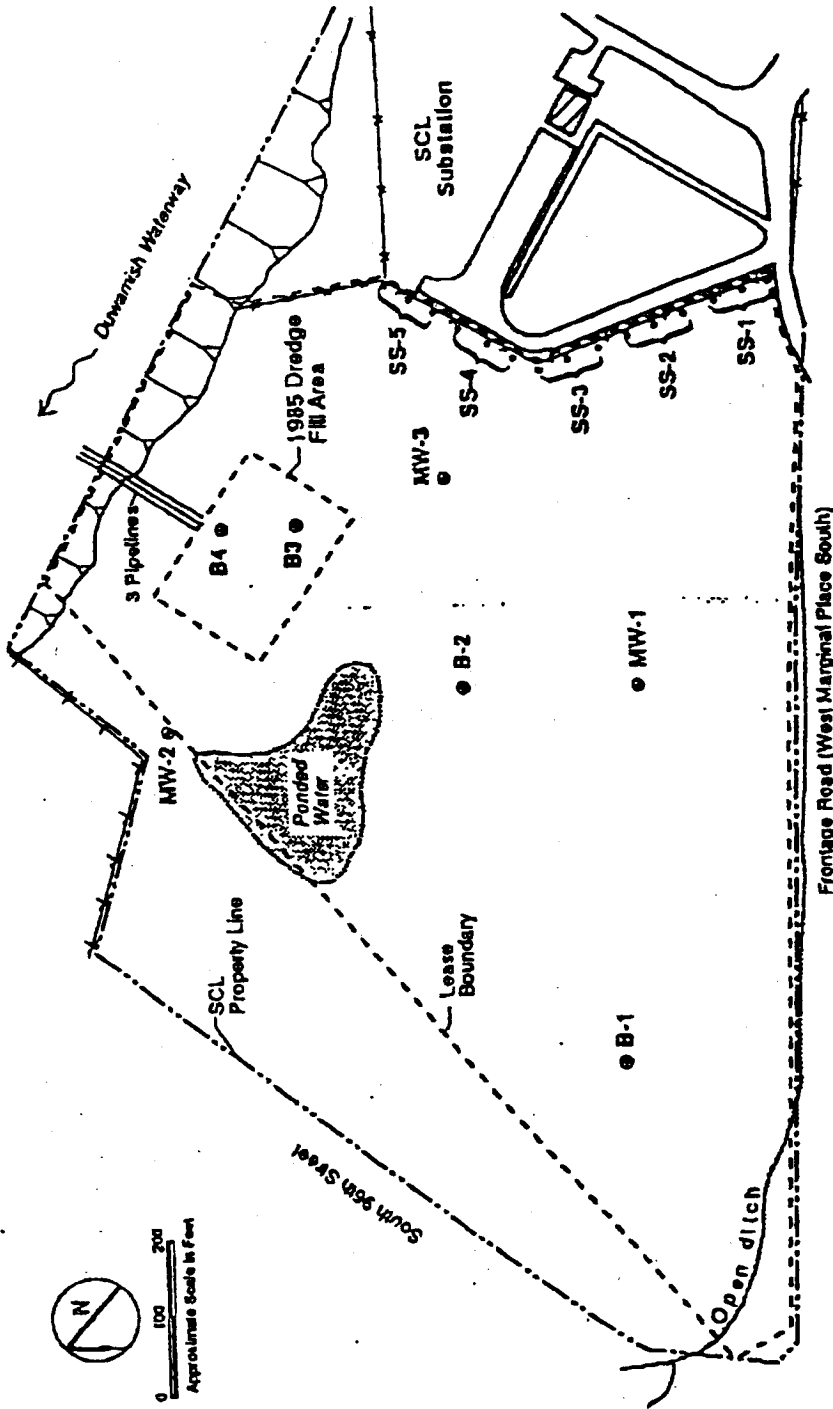 N
0 100 200
Approximate Scale in Feet
Duwamish Waterway
3 Pipelines
1985 Dredge
Fill Area
SCL
Substation
B4
B3
MW-2
Ponded
Water
MW-3
SS-5
SS-4
SS-3
SS-2
SS-1
SCL
Property Line
B-2
MW-1
Lease
Boundary
B-1
South 96th Street
Open ditch
Frontage Road (West Marginal Place South)